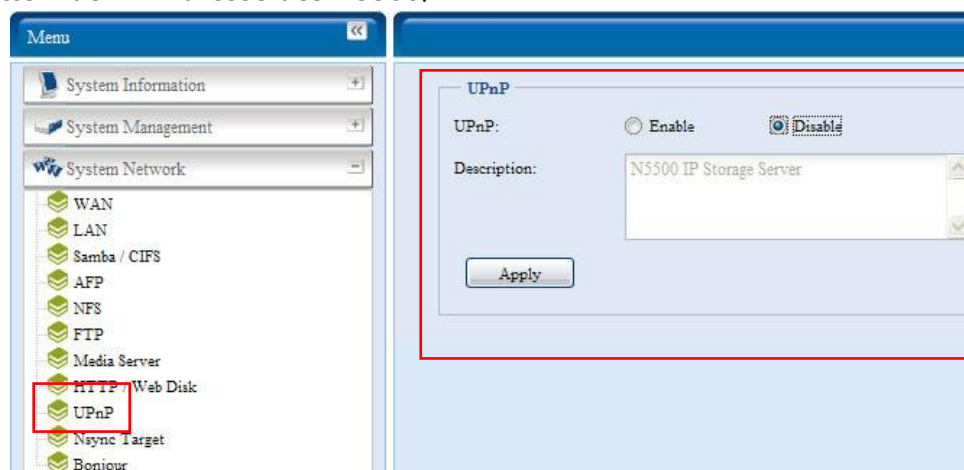 Menu
System Information
System Management
System Network
WAN
LAN
Samba / CIFS
AFP
NFS
FTP
Media Server
HTTP / Web Disk
UPnP
Nsync Target
Bonjour
UPnP
UPnP: Enable Disable
Description: N5500 IP Storage Server
Apply